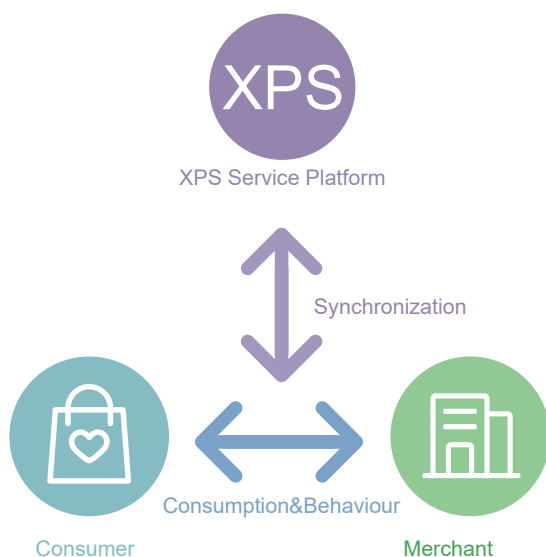 XPS
XPS Service Platform
Synchronization
Consumption&Behaviour
Consumer
Merchant